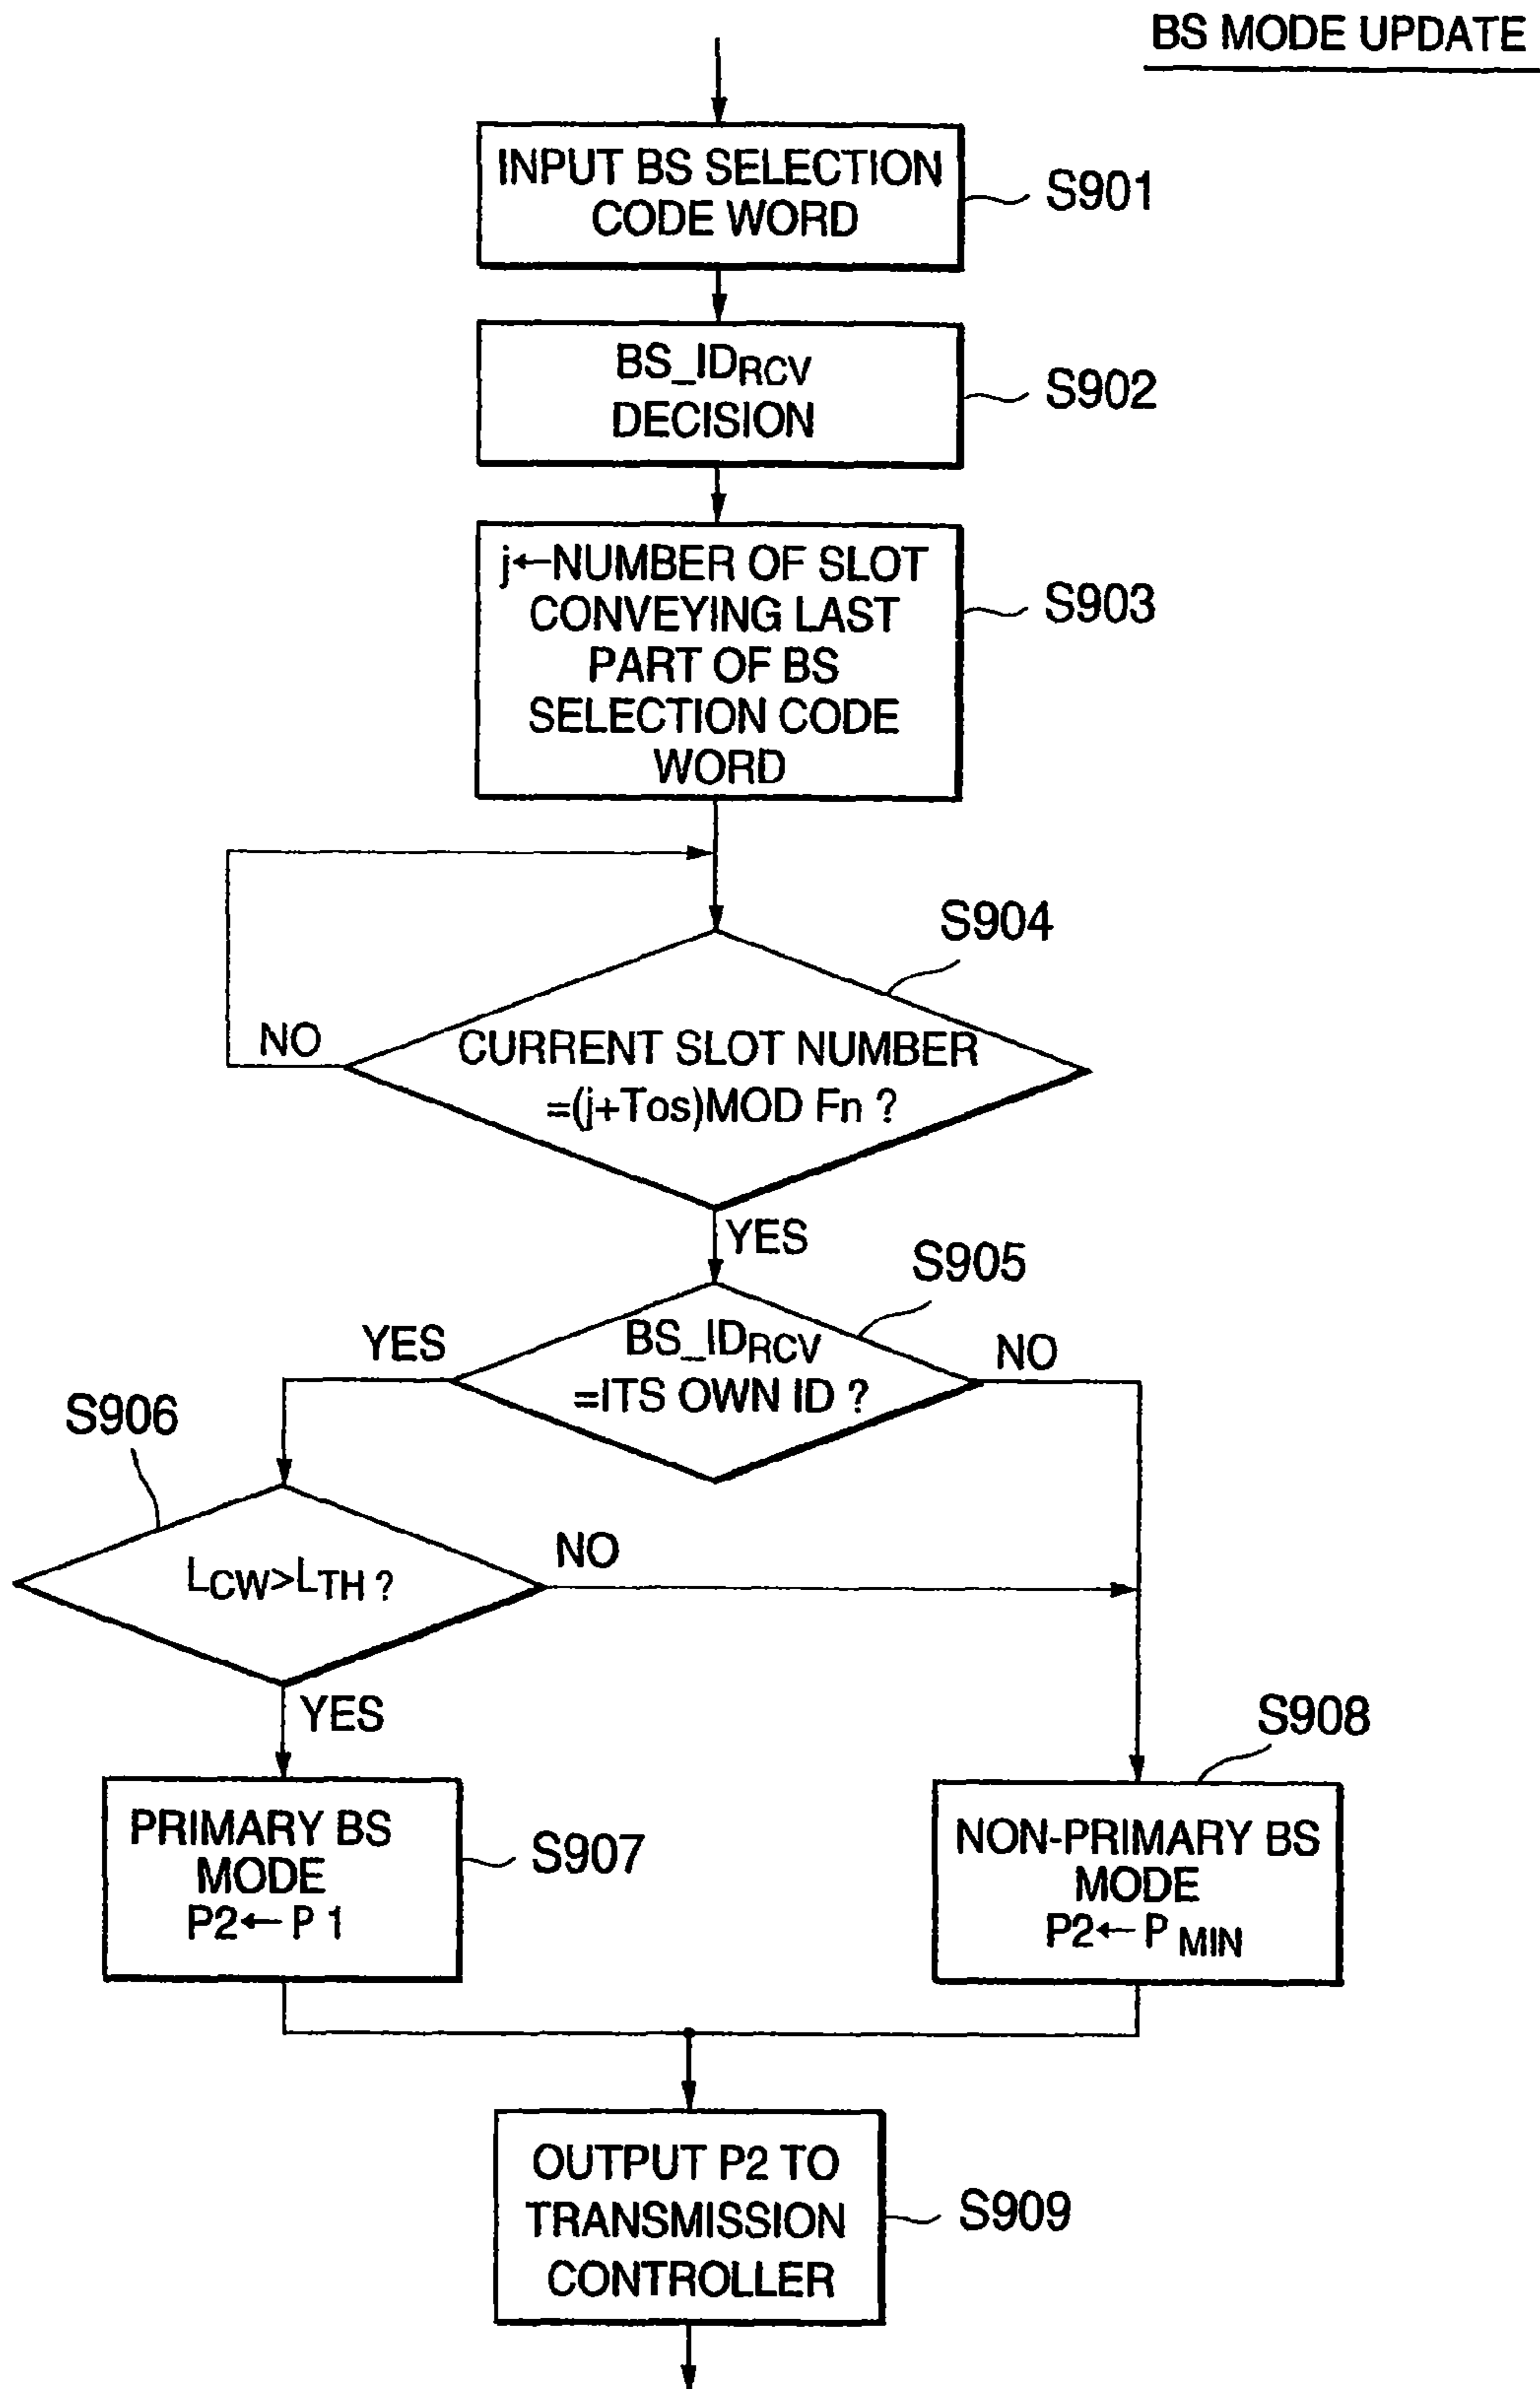 BS MODE UPDATE
INPUT BS SELECTION
CODE WORD
S901
BS_IDRCV
DECISION
S902
j←NUMBER OF SLOT
CONVEYING LAST
PART OF BS
SELECTION CODE
WORD
S903
S904
NO
CURRENT SLOT NUMBER
=(j+Tos)MOD Fn ?
YES
S905
YES
BS_IDRCV
=ITS OWN ID ?
NO
S906
LCW>LTH ?
NO
YES
S908
PRIMARY BS
MODE
P2← P 1
S907
NON-PRIMARY BS
MODE
P2← P MIN
OUTPUT P2 TO
TRANSMISSION
CONTROLLER
S909